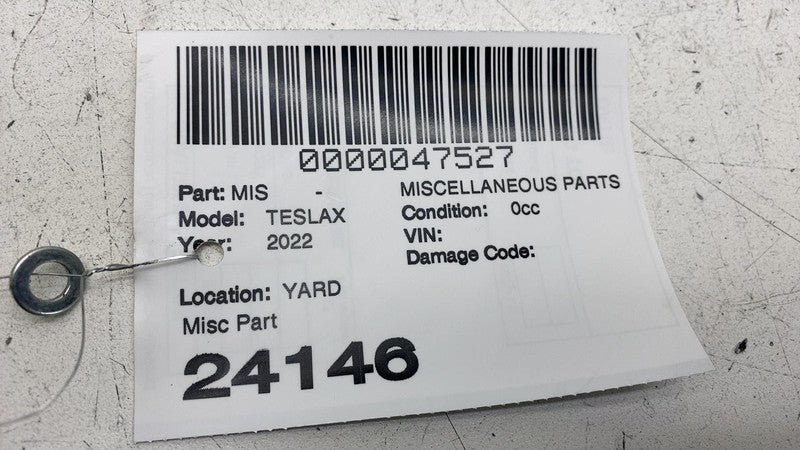 0000047527
Part: MIS - MISCELLANEOUS PARTS
Model: TESLAX Condition: 0cc
Year: 2022 VIN:
Damage Code:
Location: YARD
Misc Part
24146